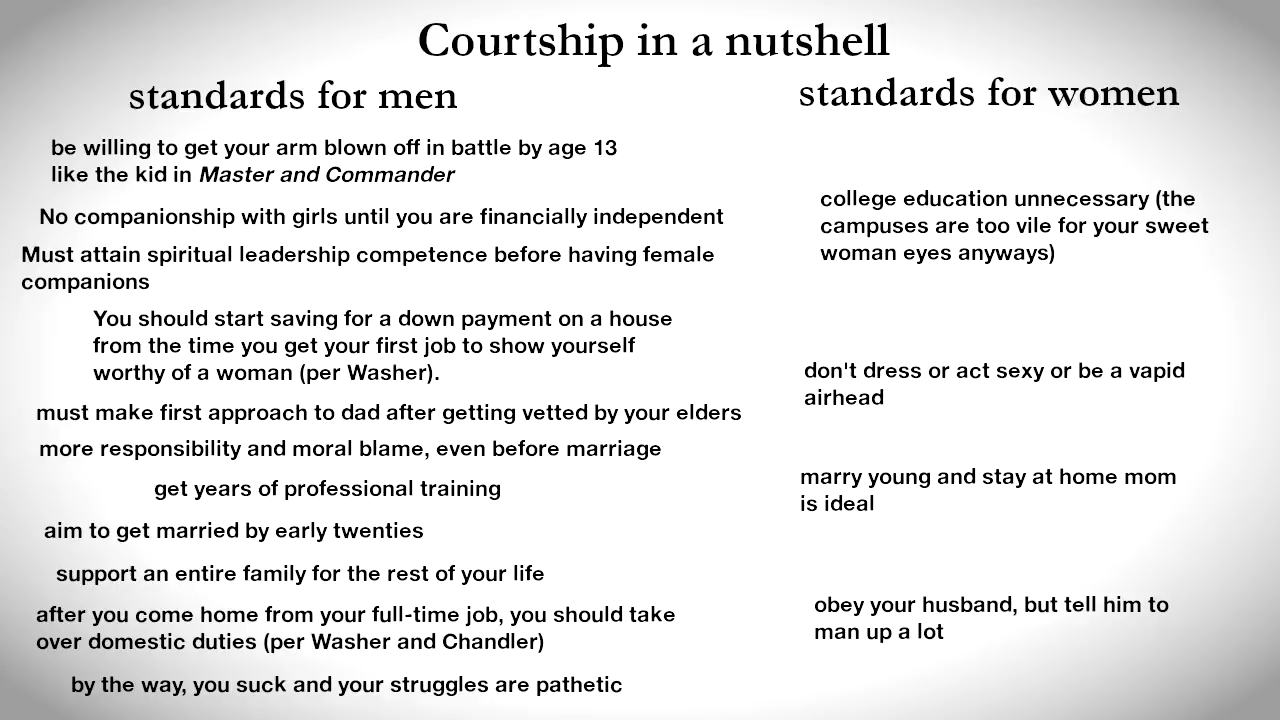 Courtship in a nutshell
standards for men
be willing to get your arm blown off in battle by age 13
like the kid in Master and Commander
No companionship with girls until you are financially independent
Must attain spiritual leadership competence before having female
companions
You should start saving for a down payment on a house
from the time you get your first job to show yourself
worthy of a woman (per Washer).
must make first approach to dad after getting vetted by your elders
more responsibility and moral blame, even before marriage
get years of professional training
aim to get married by early twenties
support an entire family for the rest of your life
after you come home from your full-time job, you should take
over domestic duties (per Washer and Chandler)
by the way, you suck and your struggles are pathetic
standards for women
college education unnecessary (the
campuses are too vile for your sweet
woman eyes anyways)
don't dress or act sexy or be a vapid
airhead
marry young and stay at home mom
is ideal
obey your husband, but tell him to
man up a lot